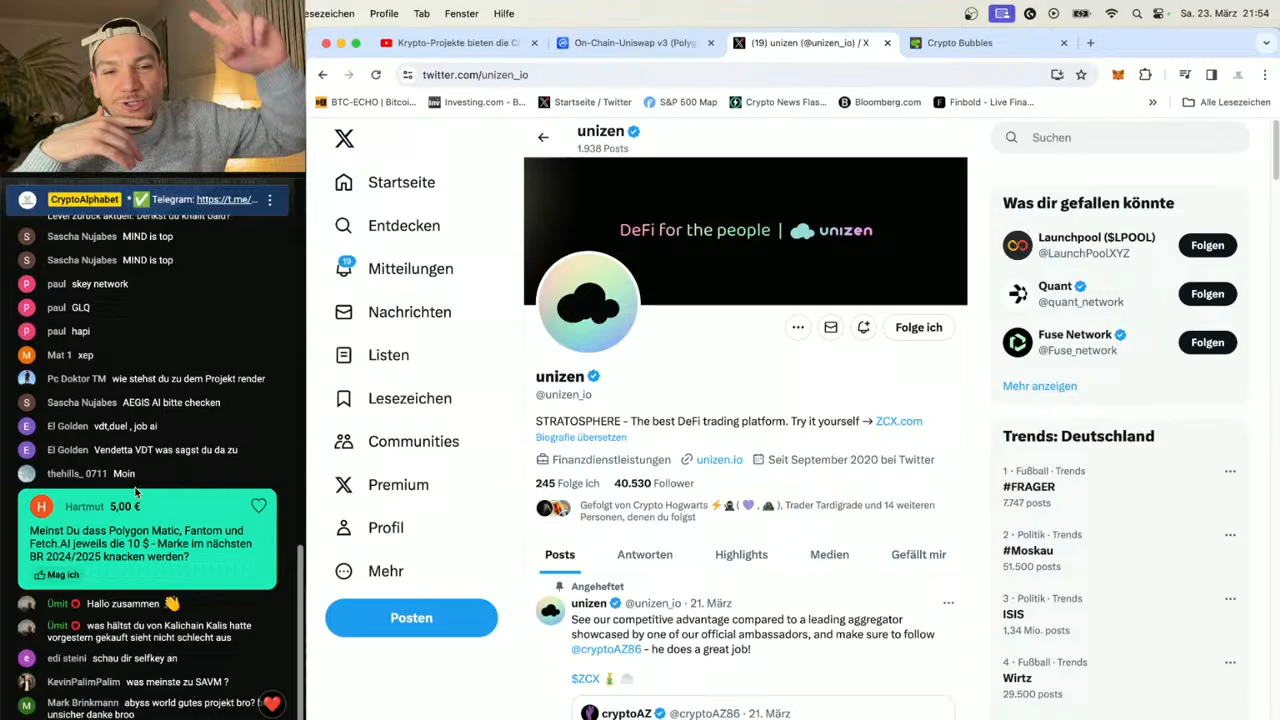 esezeichen Profile Tab Fenster Hilfe
Sa. 23. März 21:54
Krypto-Projekte bieten die C
On-Chain-Uniswap v3 (Polyg
(19) unizen (@unizen_io) / X
Crypto Bubbles
twitter.com/unizen_io
BTC-ECHO | Bitcoi...
Investing.com - B...
Startseite / Twitter
S&P 500 Map
Crypto News Flas...
Bloomberg.com
Finbold - Live Fina...
»
Alle Lesezeichen
CryptoAlphabet * ✅ Telegram: https://t.me/...
Level zurück aktuell. Denkst du knallt bald?
Sascha Nujabes MIND is top
Sascha Nujabes MIND is top
paul skey network
paul GLQ
paul hapi
Mat 1 xep
Pc Doktor TM wie stehst du zu dem Projekt render
Sascha Nujabes AEGIS AI bitte checken
El Golden vdt,duel , job ai
El Golden Vendetta VDT was sagst du da zu
thehills_ 0711 Moin
Hartmut 5,00 €
Meinst Du dass Polygon Matic, Fantom und
Fetch.AI jeweils die 10 $ - Marke im nächsten
BR 2024/2025 knacken werden?
Mag ich
Ümit ⭕ Hallo zusammen 👋
Ümit ⭕ was hältst du von Kalichain Kalis hatte
vorgestern gekauft sieht nicht schlecht aus
edi steini schau dir selfkey an
KevinPalimPalim was meinste zu SAVM ?
Mark Brinkmann abyss world gutes projekt bro?
unsicher danke broo
Startseite
Entdecken
19
Mitteilungen
Nachrichten
Listen
Lesezeichen
Communities
Premium
Profil
Mehr
Posten
unizen
1.938 Posts
DeFi for the people | unizen
Folge ich
unizen
@unizen_io
STRATOSPHERE - The best DeFi trading platform. Try it yourself → ZCX.com
Biografie übersetzen
Finanzdienstleistungen unizen.io Seit September 2020 bei Twitter
245 Folge ich 40.530 Follower
Gefolgt von Crypto Hogwarts ), Trader Tardigrade und 14 weiteren
Personen, denen du folgst
Posts Antworten Highlights Medien Gefällt mir
Angeheftet
unizen @unizen_io · 21. März
See our competitive advantage compared to a leading aggregator
showcased by one of our official ambassadors, and make sure to follow
@cryptoAZ86 - he does a great job!
$ZCX
cryptoAZ @cryptoAZ86 · 21. März
Suchen
Was dir gefallen könnte
Launchpool ($LPOOL)
@LaunchPoolXYZ
Folgen
Quant
@quant_network
Folgen
Fuse Network
@Fuse_network
Folgen
Mehr anzeigen
Trends: Deutschland
1 · Fußball · Trends
#FRAGER
7.747 posts
2 · Politik · Trends
#Moskau
51.500 posts
3 · Politik · Trends
ISIS
1,34 Mio. posts
4 · Fußball · Trends
Wirtz
29.500 posts